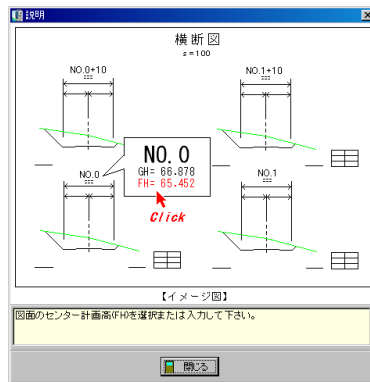 説明
横断図
s=100
NO.0+10
NO.1+10
NO.0
GH= 66.878
FH= 65.452
Click
NO.0
NO.1
【イメージ図】
図面のセンター計画高(FH)を選択または入力して下さい。
閉じる